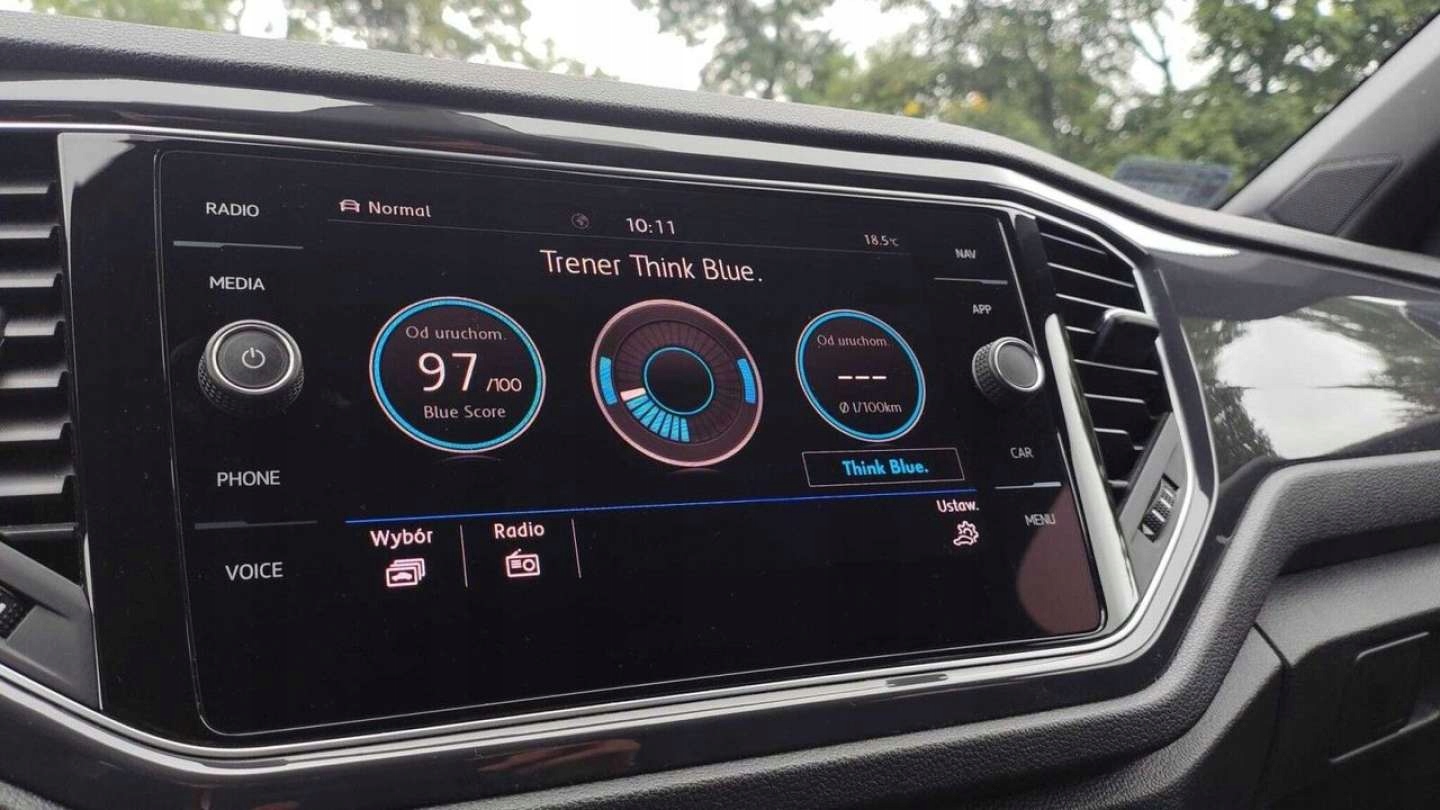 RADIO
MEDIA
PHONE
VOICE
Normal
10:11
18.5°C
Trener Think Blue.
Od uruchom.
97 /100
Blue Score
Od uruchom.
---
Ø l/100km
Think Blue.
Wybór
Radio
Ustaw.
NAV
APP
CAR
MENU